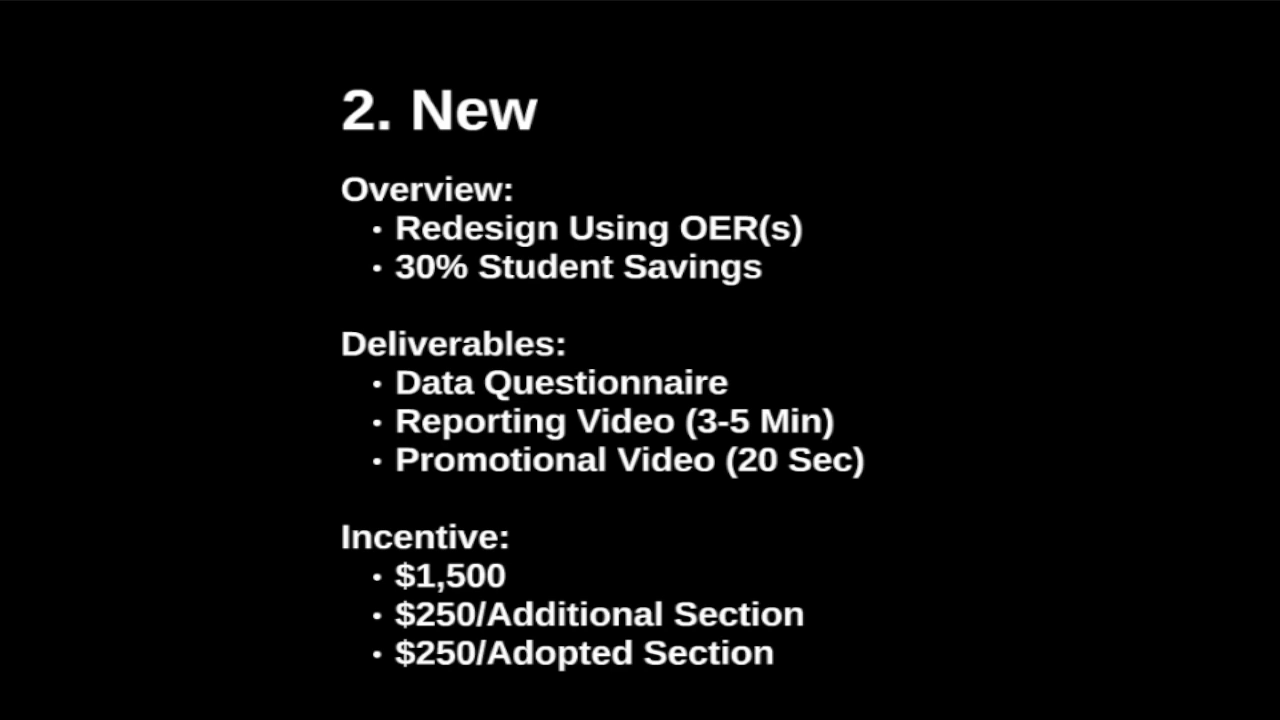 2. New
Overview:
• Redesign Using OER(s)
• 30% Student Savings
Deliverables:
• Data Questionnaire
• Reporting Video (3-5 Min)
• Promotional Video (20 Sec)
Incentive:
• $1,500
• $250/Additional Section
• $250/Adopted Section